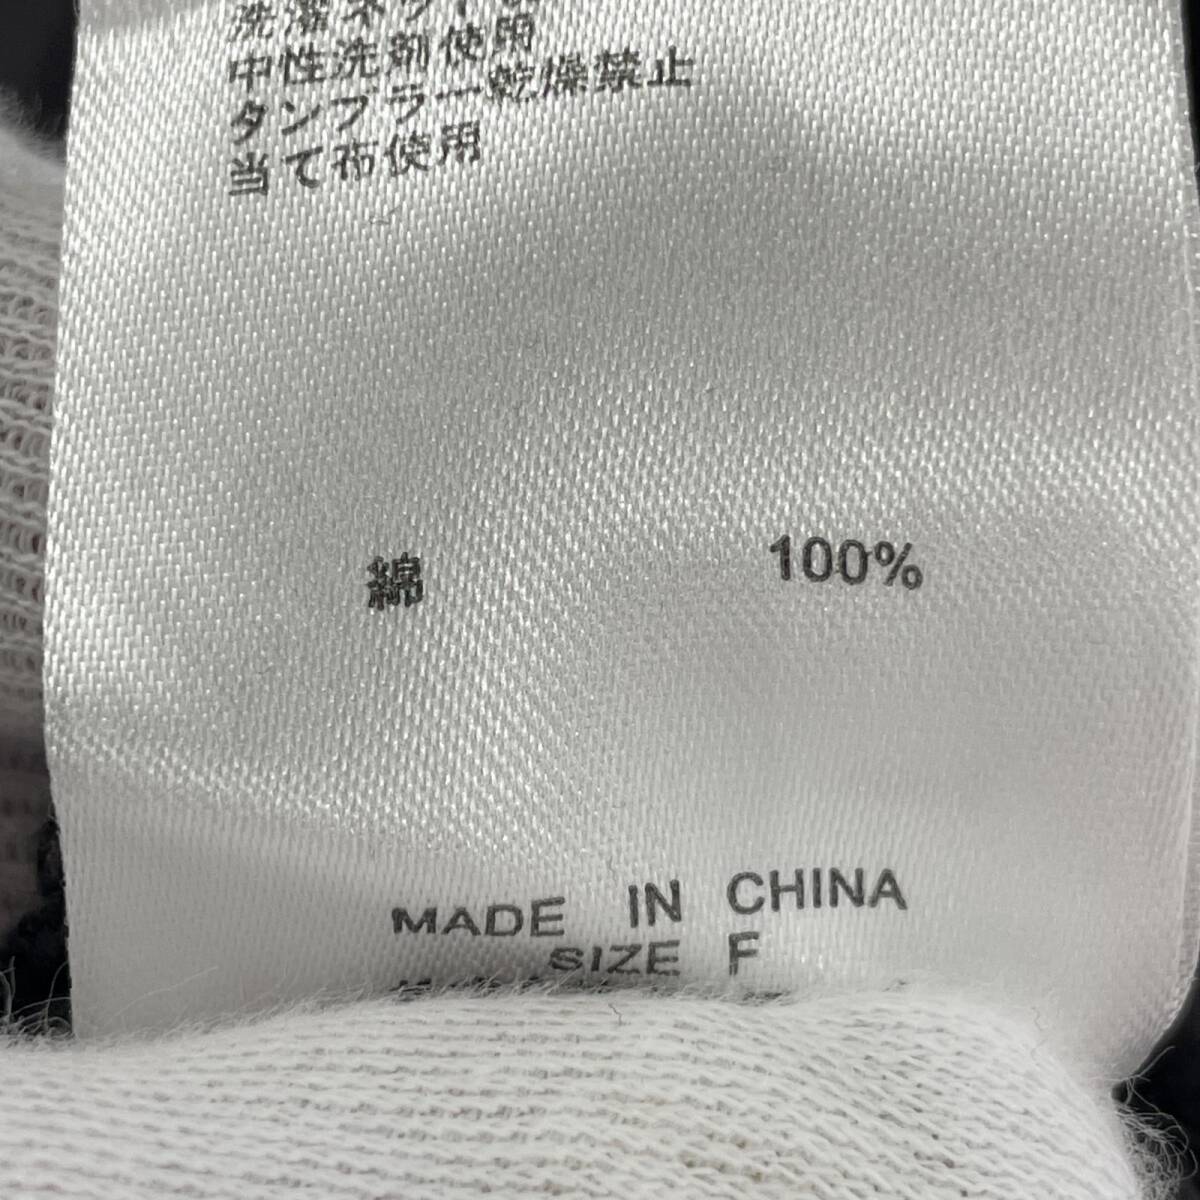 中性洗剤使用
タンブラー乾燥禁止
当て布使用
綿 100%
MADE IN CHINA
SIZE F